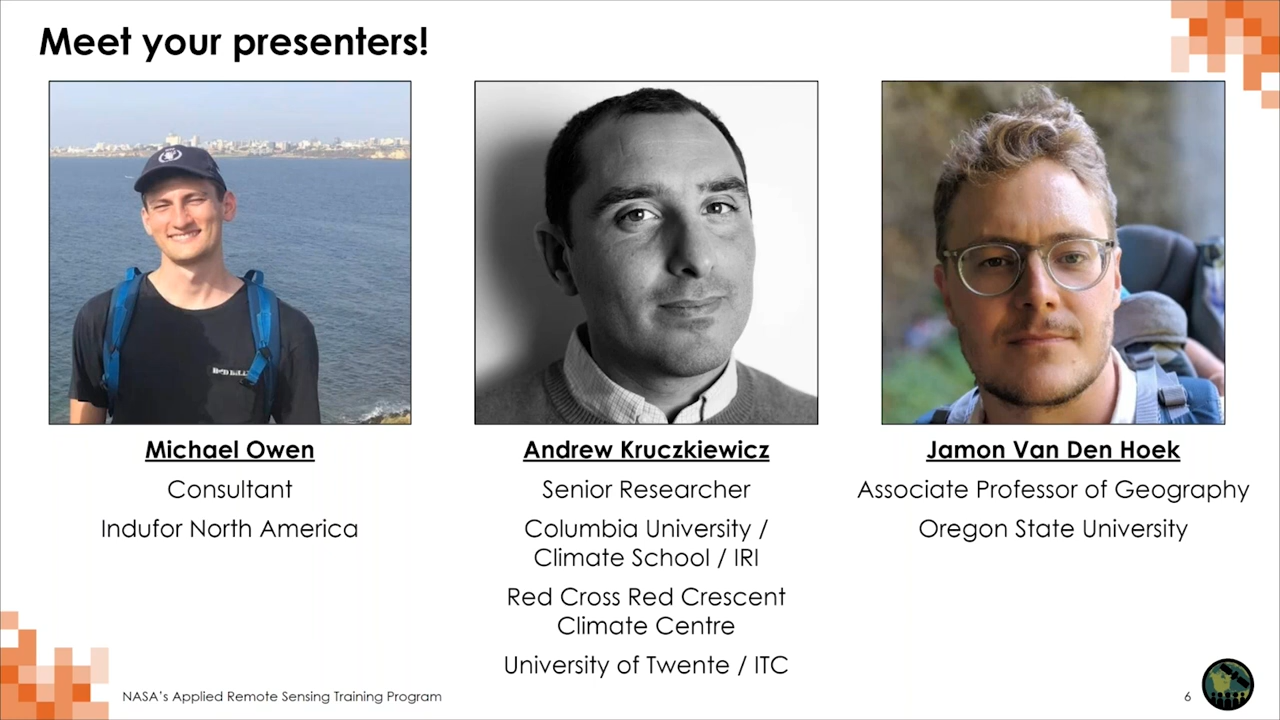 Meet your presenters!
Michael Owen
Consultant
Indufor North America
Andrew Kruczkiewicz
Senior Researcher
Columbia University /
Climate School / IRI
Red Cross Red Crescent
Climate Centre
University of Twente / ITC
Jamon Van Den Hoek
Associate Professor of Geography
Oregon State University
NASA's Applied Remote Sensing Training Program
6